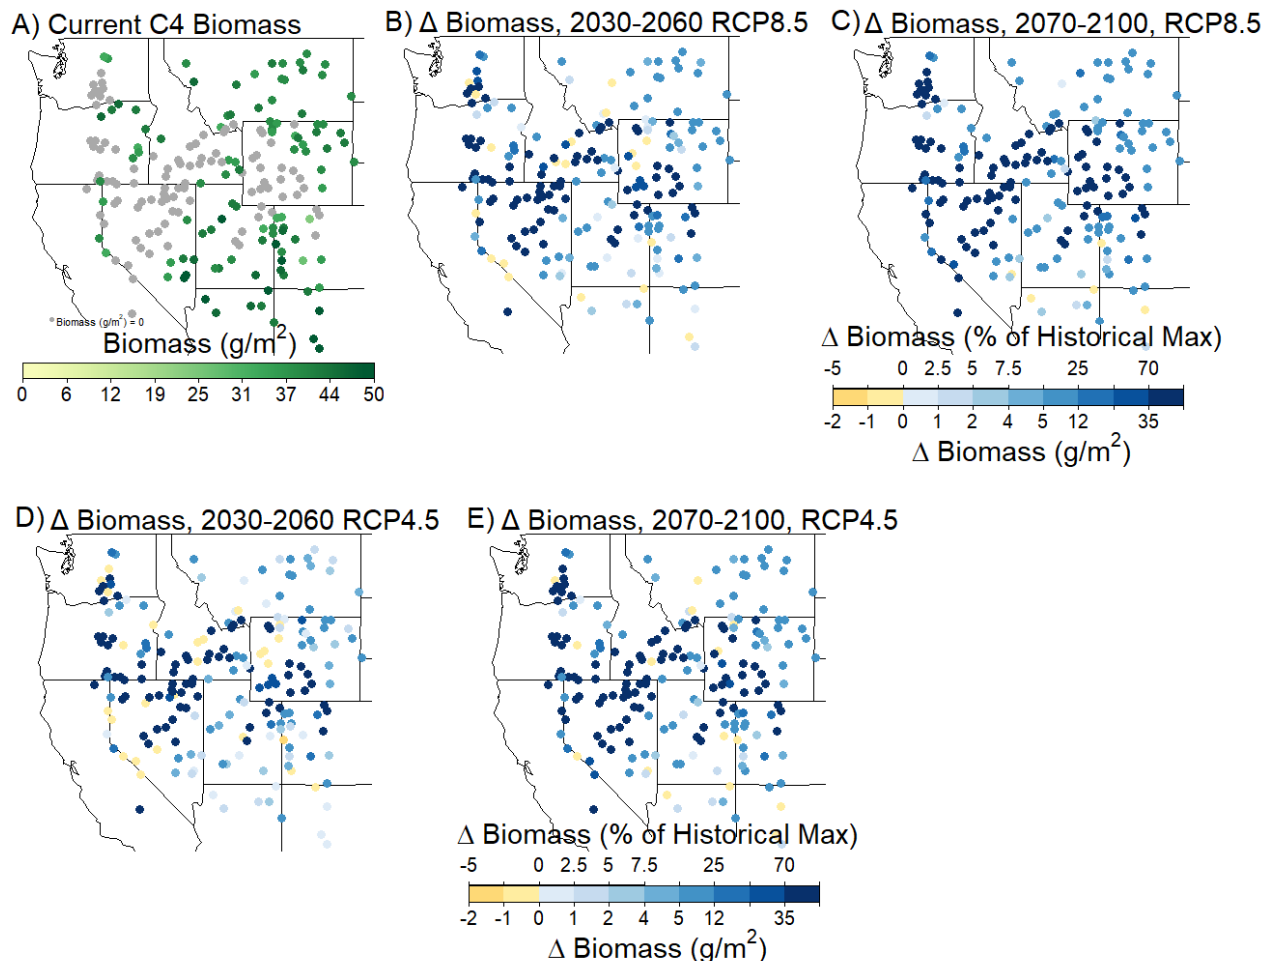 A) Current C4 Biomass
B) Δ Biomass, 2030-2060 RCP8.5
C) Δ Biomass, 2070-2100, RCP8.5
Biomass (g/m²) = 0
Biomass (g/m²)
0 6 12 19 25 31 37 44 50
Δ Biomass (% of Historical Max)
-5 0 2.5 5 7.5 25 70
-2 -1 0 1 2 4 5 12 35
Δ Biomass (g/m²)
D) Δ Biomass, 2030-2060 RCP4.5
E) Δ Biomass, 2070-2100, RCP4.5
Δ Biomass (% of Historical Max)
-5 0 2.5 5 7.5 25 70
-2 -1 0 1 2 4 5 12 35
Δ Biomass (g/m²)